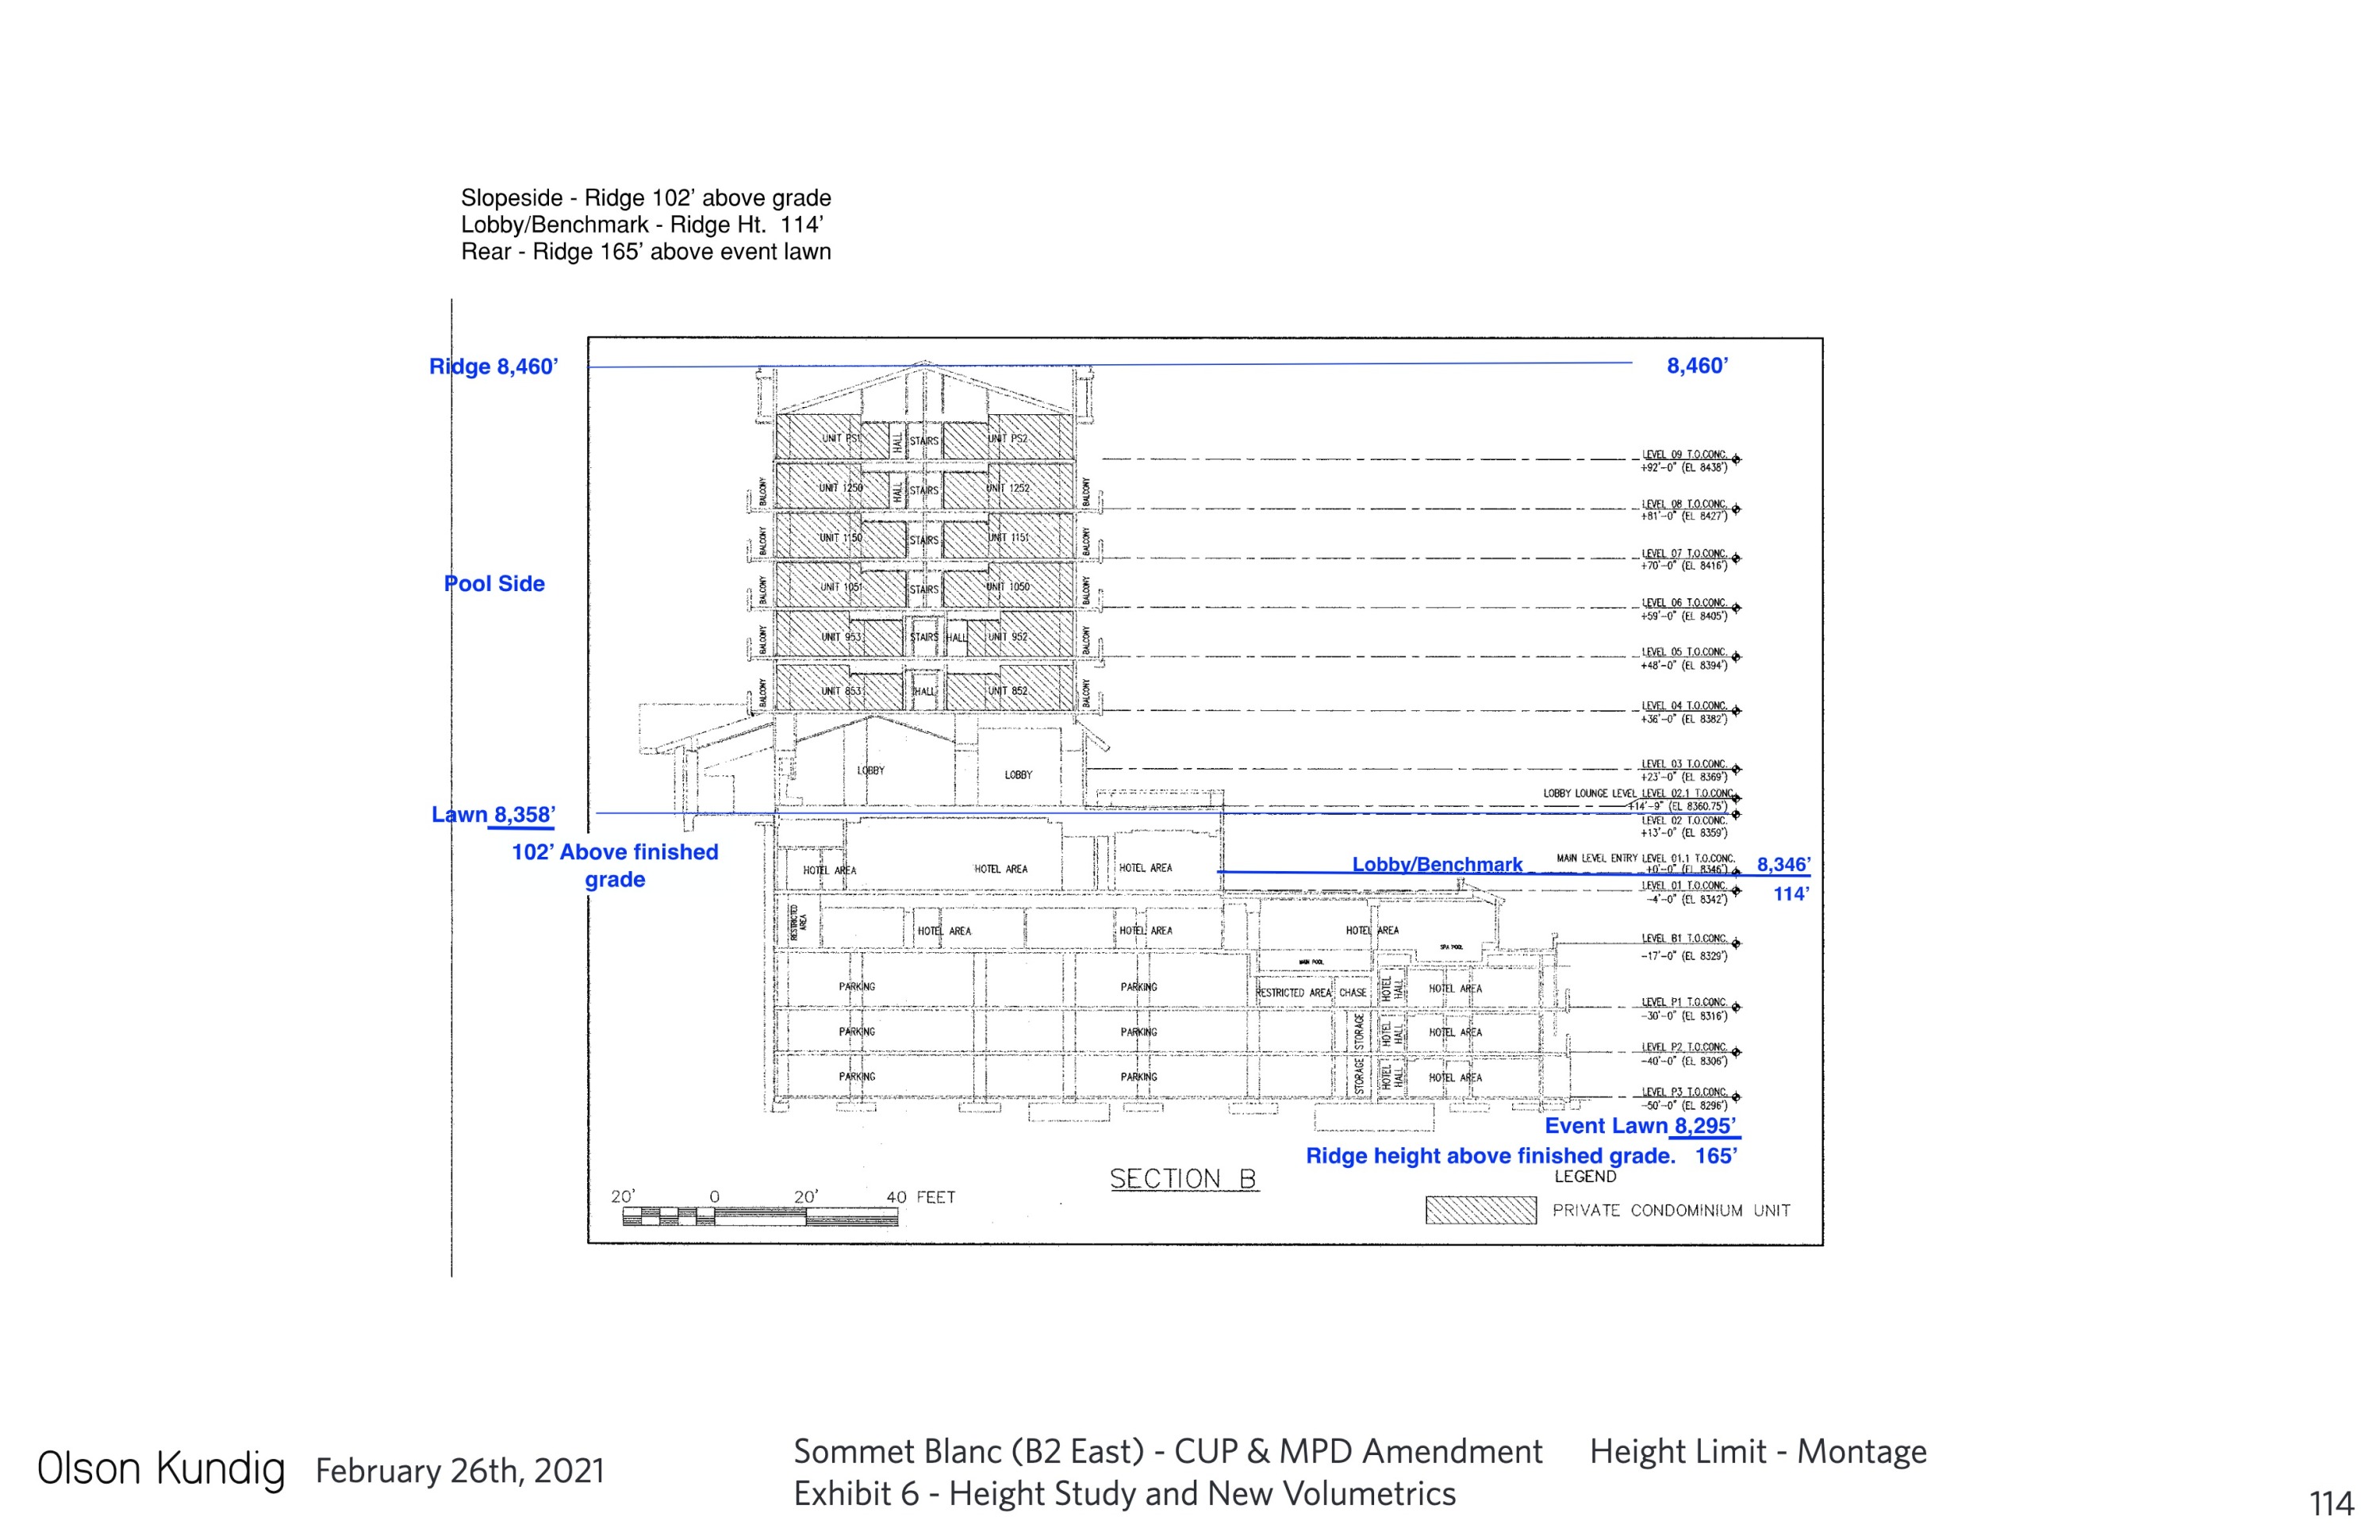 Slopeside - Ridge 102’ above grade
Lobby/Benchmark - Ridge Ht.  114’
Rear - Ridge 165’ above event lawn
Ridge 8,460’
8,460’
UNIT PS1 HALL STAIRS UNIT PS2
LEVEL 09 T.O.CONC.
+92'-0" (EL 8438')
BALCONY UNIT 1250 HALL STAIRS UNIT 1252 BALCONY
LEVEL 08 T.O.CONC.
+81'-0" (EL 8427')
BALCONY UNIT 1150 STAIRS UNIT 1151 BALCONY
LEVEL 07 T.O.CONC.
+70'-0" (EL 8416')
Pool Side
BALCONY UNIT 1051 STAIRS UNIT 1050 BALCONY
LEVEL 06 T.O.CONC.
+59'-0" (EL 8405')
BALCONY UNIT 953 STAIRS HALL UNIT 952 BALCONY
LEVEL 05 T.O.CONC.
+48'-0" (EL 8394')
BALCONY UNIT 853 HALL UNIT 852 BALCONY
LEVEL 04 T.O.CONC.
+36'-0" (EL 8382')
LOBBY LOBBY
LEVEL 03 T.O.CONC.
+23'-0" (EL 8369')
LOBBY LOUNGE LEVEL LEVEL 02.1 T.O.CONC.
+14'-9" (EL 8360.75')
Lawn 8,358’
LEVEL 02 T.O.CONC.
+13'-0" (EL 8359')
102’ Above finished
grade
HOTEL AREA HOTEL AREA HOTEL AREA
Lobby/Benchmark
MAIN LEVEL ENTRY LEVEL 01.1 T.O.CONC.
+0'-0" (EL 8346')
8,346’
LEVEL 01 T.O.CONC.
-4'-0" (EL 8342')
114’
RESTRICTED
AREA
HOTEL AREA HOTEL AREA HOTEL AREA
SPA POOL
LEVEL B1 T.O.CONC.
-17'-0" (EL 8329')
MAIN POOL
PARKING PARKING RESTRICTED AREA CHASE HOTEL
HALL HOTEL AREA
LEVEL P1 T.O.CONC.
-30'-0" (EL 8316')
PARKING PARKING STORAGE HOTEL
HALL HOTEL AREA
LEVEL P2 T.O.CONC.
-40'-0" (EL 8306')
PARKING PARKING STORAGE HOTEL
HALL HOTEL AREA
LEVEL P3 T.O.CONC.
-50'-0" (EL 8296')
Event Lawn 8,295’
Ridge height above finished grade.   165’
SECTION B
LEGEND
20' 0 20' 40 FEET
PRIVATE CONDOMINIUM UNIT
Olson Kundig February 26th, 2021
Sommet Blanc (B2 East) - CUP & MPD Amendment Height Limit - Montage
Exhibit 6 - Height Study and New Volumetrics
114